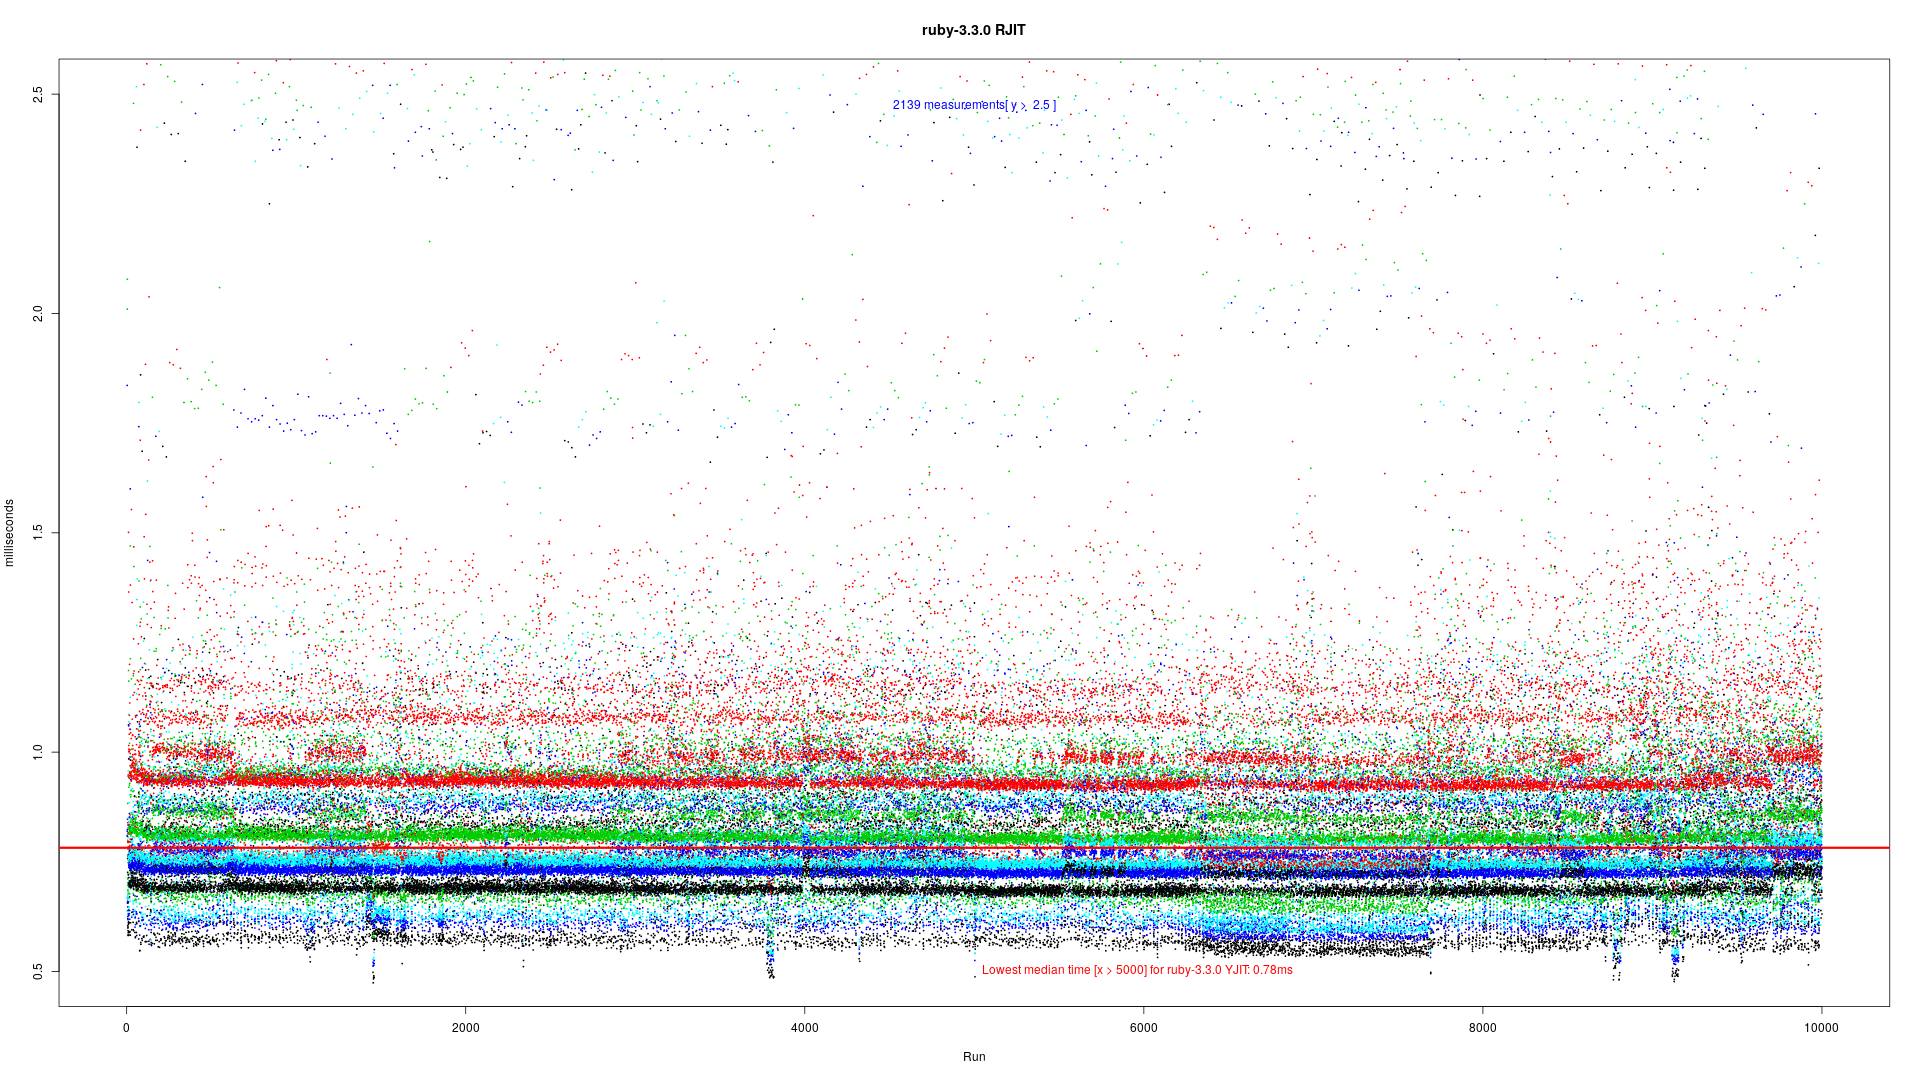 ruby-3.3.0 RJIT
2139 measurements[ y > 2.5 ]
2.5
2.0
1.5
1.0
0.5
milliseconds
Lowest median time [x > 5000] for ruby-3.3.0 YJIT: 0.78ms
0 2000 4000 6000 8000 10000
Run